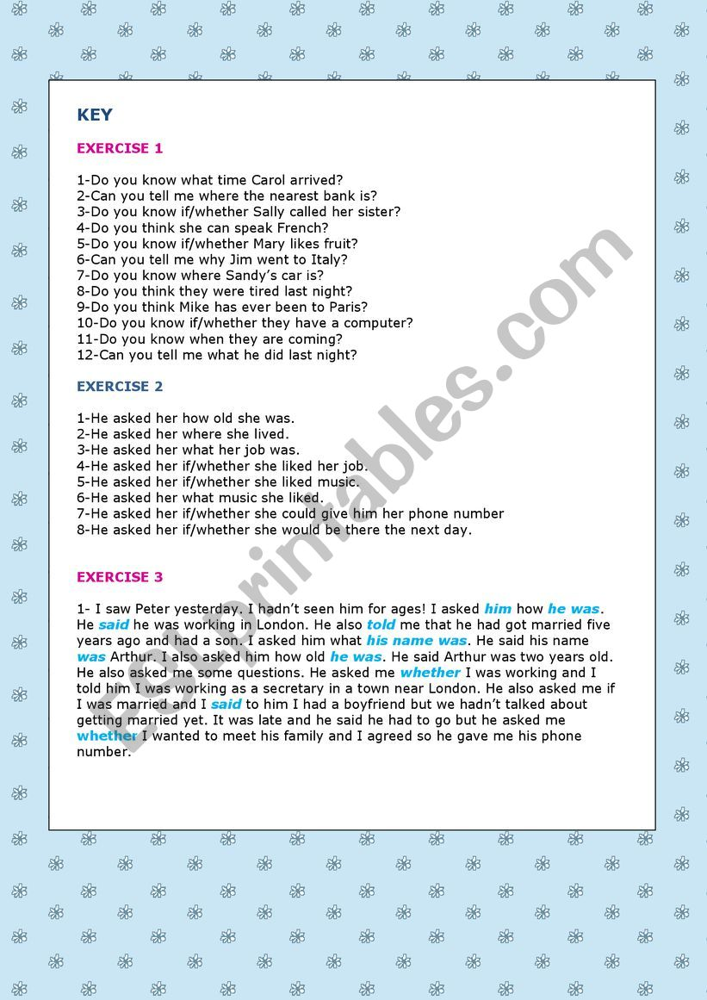 KEY
EXERCISE 1
1-Do you know what time Carol arrived?
2-Can you tell me where the nearest bank is?
3-Do you know if/whether Sally called her sister?
4-Do you think she can speak French?
5-Do you know if/whether Mary likes fruit?
6-Can you tell me why Jim went to Italy?
7-Do you know where Sandy’s car is?
8-Do you think they were tired last night?
9-Do you think Mike has ever been to Paris?
10-Do you know if/whether they have a computer?
11-Do you know when they are coming?
12-Can you tell me what he did last night?
EXERCISE 2
1-He asked her how old she was.
2-He asked her where she lived.
3-He asked her what her job was.
4-He asked her if/whether she liked her job.
5-He asked her if/whether she liked music.
6-He asked her what music she liked.
7-He asked her if/whether she could give him her phone number
8-He asked her if/whether she would be there the next day.
EXERCISE 3
1- I saw Peter yesterday. I hadn’t seen him for ages! I asked him how he was.
He said he was working in London. He also told me that he had got married five
years ago and had a son. I asked him what his name was. He said his name
was Arthur. I also asked him how old he was. He said Arthur was two years old.
He also asked me some questions. He asked me whether I was working and I
told him I was working as a secretary in a town near London. He also asked me if
I was married and I said to him I had a boyfriend but we hadn’t talked about
getting married yet. It was late and he said he had to go but he asked me
whether I wanted to meet his family and I agreed so he gave me his phone
number.
ESLprintables.com